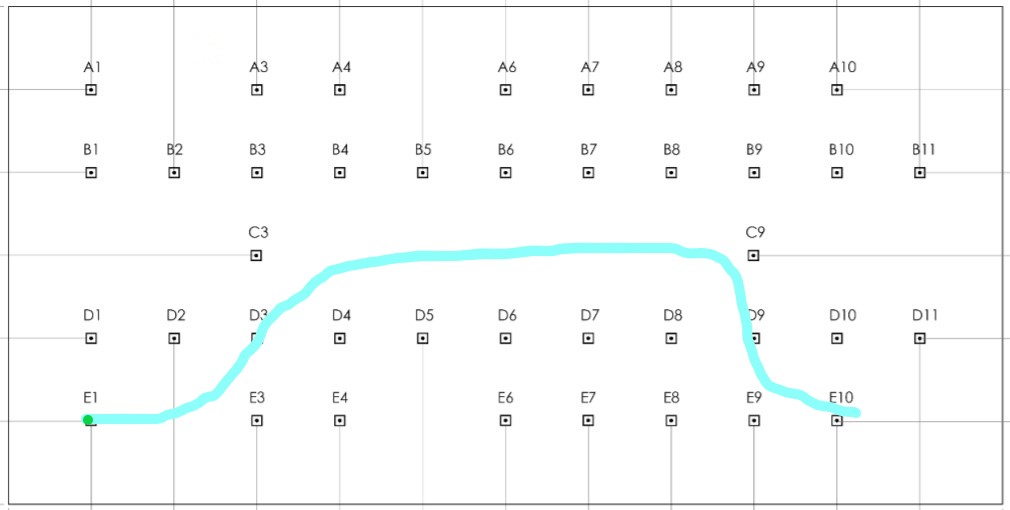 A1 A3 A4 A6 A7 A8 A9 A10
B1 B2 B3 B4 B5 B6 B7 B8 B9 B10 B11
C3 C9
D1 D2 D3 D4 D5 D6 D7 D8 D9 D10 D11
E1 E3 E4 E6 E7 E8 E9 E10